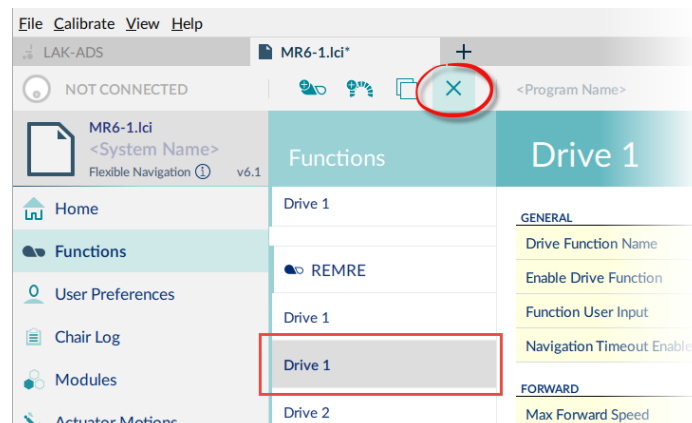 File Calibrate View Help
LAK-ADS
MR6-1.lci*
+
NOT CONNECTED
<Program Name>
MR6-1.lci
<System Name>
Flexible Navigation ① v6.1
Functions
Drive 1
Home
Functions
User Preferences
Chair Log
Modules
Actuator Motions
Drive 1
REMRE
Drive 1
Drive 1
Drive 2
GENERAL
Drive Function Name
Enable Drive Function
Function User Input
Navigation Timeout Enable
FORWARD
Max Forward Speed